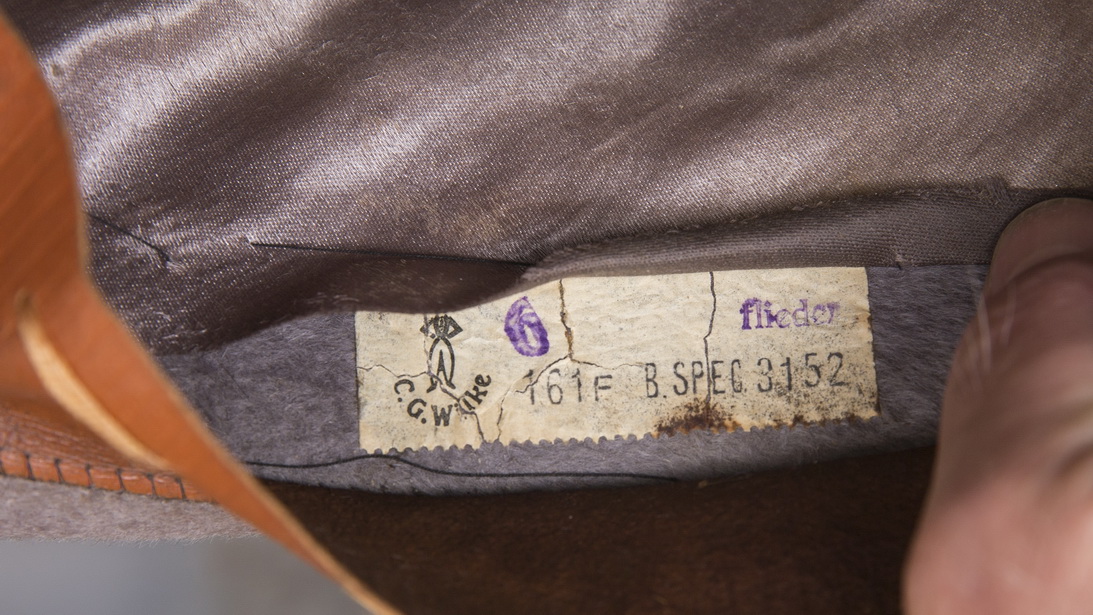 6 flieder
C.G.Wilke
161F B.SPEC 3152